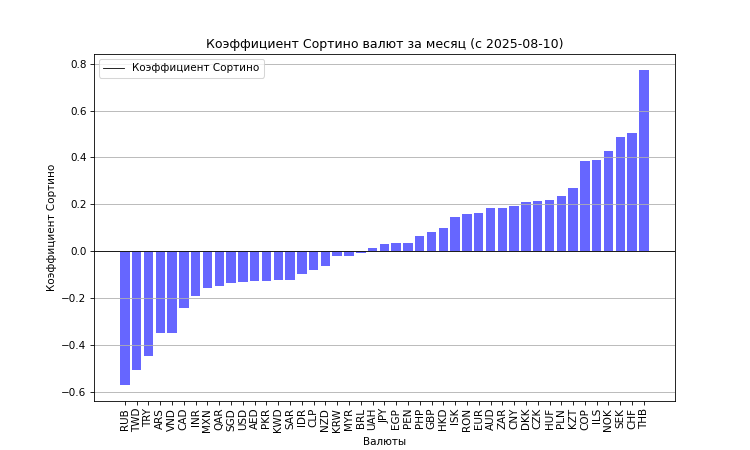 Коэффициент Сортино валют за месяц (с 2025-08-10)
Коэффициент Сортино
0.8
0.6
0.4
0.2
0.0
−0.2
−0.4
−0.6
Коэффициент Сортино
RUB TWD TRY ARS VND CAD INR MXN QAR SGD USD AED PKR KWD SAR IDR CLP NZD KRW MYR BRL UAH JPY EGP PEN PHP GBP HKD ISK RON EUR AUD ZAR CNY DKK CZK HUF PLN KZT COP ILS NOK SEK CHF THB
Валюты